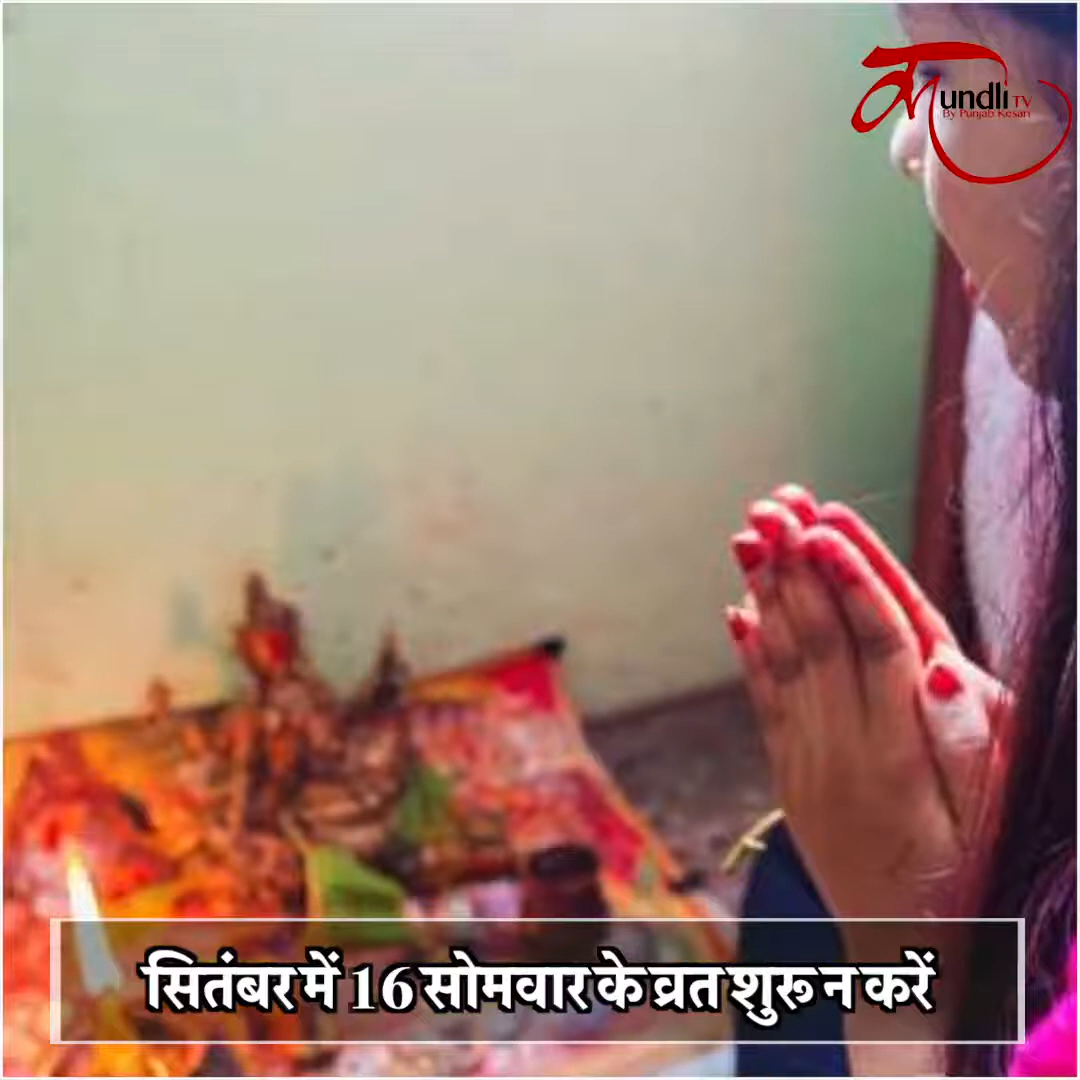 undli TV
By Punjab Kesari
सितंबर में 16 सोमवार के व्रत शुरू न करें